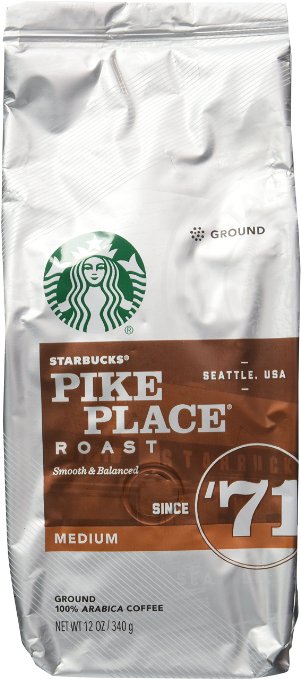 GROUND
®
STARBUCKS®
PIKE
PLACE®
ROAST
Smooth & Balanced
MEDIUM
SEATTLE, USA
STARBUCK
SINCE '71
GROUND
100% ARABICA COFFEE
NET WT 12 OZ / 340 g